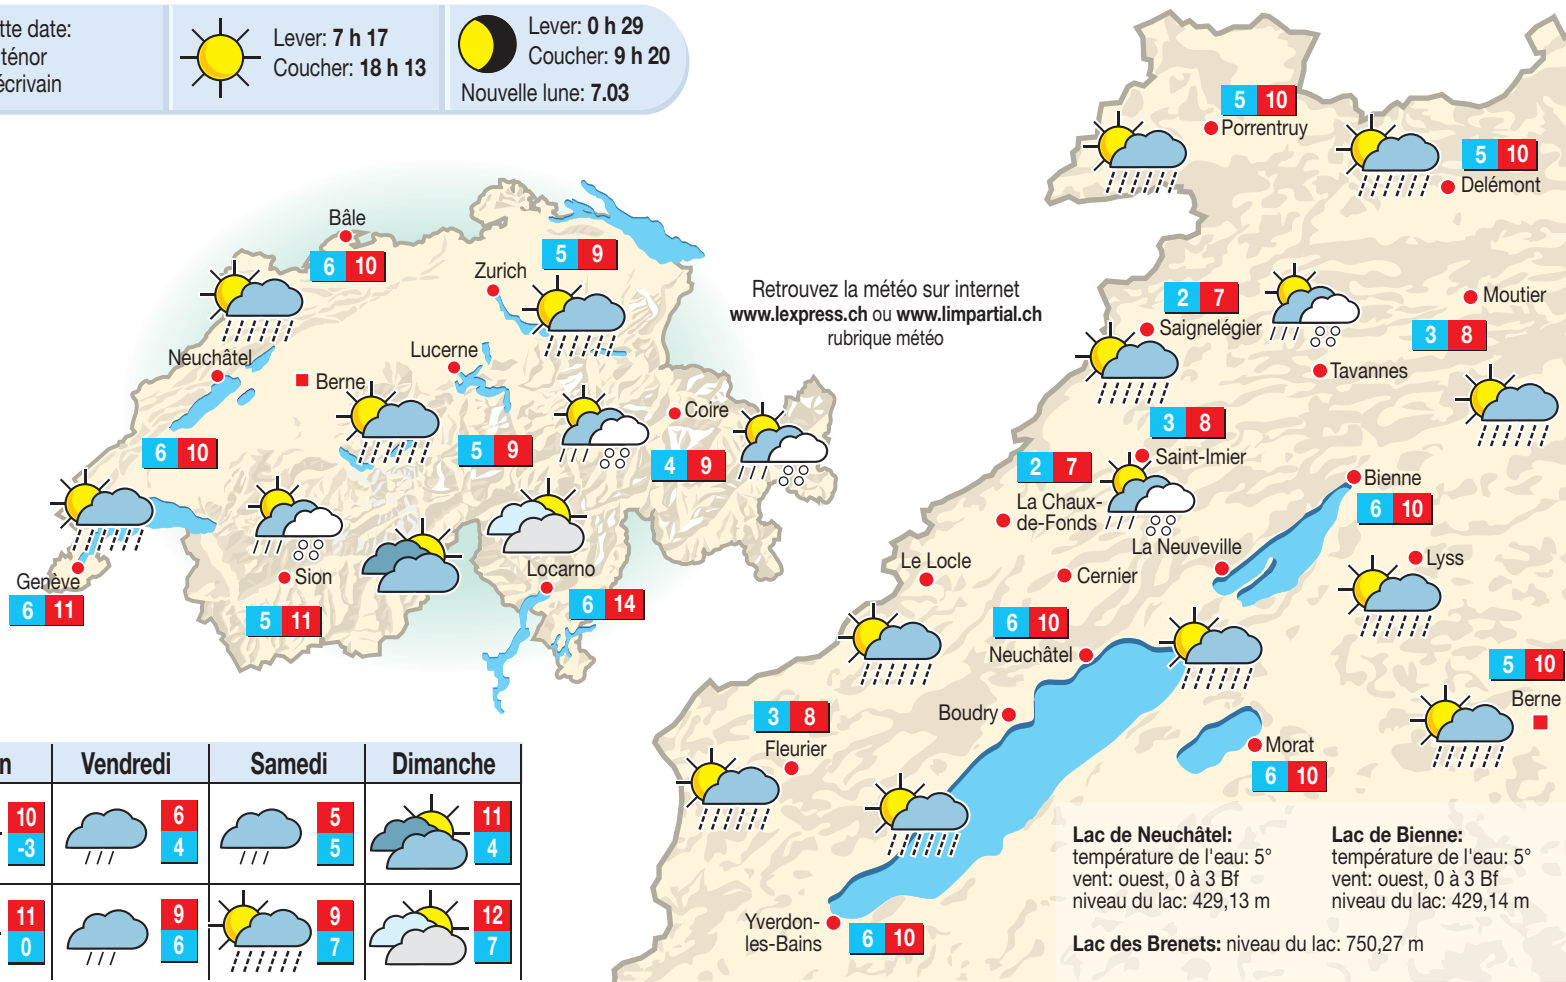 tte date:
ténor
écrivain
Lever: 7 h 17
Coucher: 18 h 13
Lever: 0 h 29
Coucher: 9 h 20
Nouvelle lune: 7.03
Bâle
6 10
Zurich
5 9
Neuchâtel
6 10
Berne
Lucerne
5 9
Coire
4 9
Genève
6 11
Sion
5 11
Locarno
6 14
Retrouvez la météo sur internet
www.lexpress.ch ou www.limpartial.ch
rubrique météo
5 10
Porrentruy
5 10
Delémont
2 7
Saignelégier
Moutier
3 8
Tavannes
3 8
Saint-Imier
2 7
La Chaux-
de-Fonds
Bienne
6 10
La Neuveville
Lyss
Le Locle
Cernier
6 10
Neuchâtel
5 10
Berne
Boudry
3 8
Fleurier
Morat
6 10
Yverdon-
les-Bains
6 10
n Vendredi Samedi Dimanche
10 6 5 11
-3 4 5 4
11 9 9 12
0 6 7 7
Lac de Neuchâtel:
température de l'eau: 5°
vent: ouest, 0 à 3 Bf
niveau du lac: 429,13 m
Lac de Bienne:
température de l'eau: 5°
vent: ouest, 0 à 3 Bf
niveau du lac: 429,14 m
Lac des Brenets: niveau du lac: 750,27 m